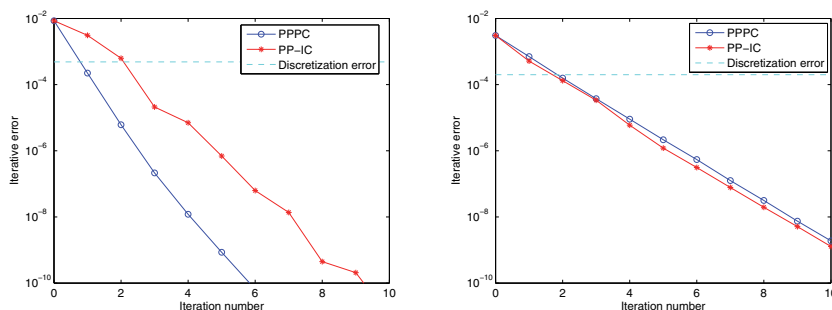 10^-2
10^-4
10^-6
10^-8
10^-10
Iterative error
0 2 4 6 8 10
Iteration number
PPPC
PP−IC
Discretization error
10^-2
10^-4
10^-6
10^-8
10^-10
Iterative error
0 2 4 6 8 10
Iteration number
PPPC
PP−IC
Discretization error